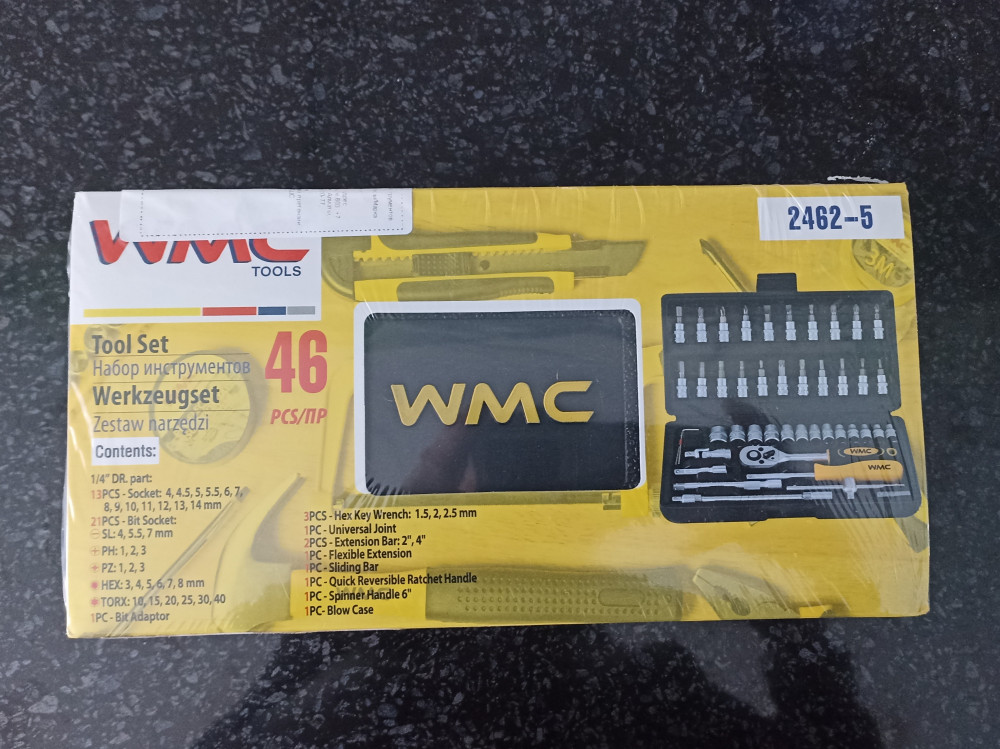 WMC
TOOLS
2462-5
Tool Set
Набор инструментов
Werkzeugset
Zestaw narzędzi
46
PCS/ПР
Contents:
WMC
WMC
WMC
1/4" DR. part:
13PCS - Socket: 4, 4.5, 5, 5.5, 6, 7,
8, 9, 10, 11, 12, 13, 14 mm
21PCS - Bit Socket:
SL: 4, 5.5, 7 mm
PH: 1, 2, 3
PZ: 1, 2, 3
HEX: 3, 4, 5, 6, 7, 8 mm
TORX: 10, 15, 20, 25, 30, 40
1PC - Bit Adaptor
3PCS - Hex Key Wrench: 1.5, 2, 2.5 mm
1PC - Universal Joint
2PCS - Extension Bar: 2", 4"
1PC - Flexible Extension
1PC - Sliding Bar
1PC - Quick Reversible Ratchet Handle
1PC - Spinner Handle 6"
1PC- Blow Case